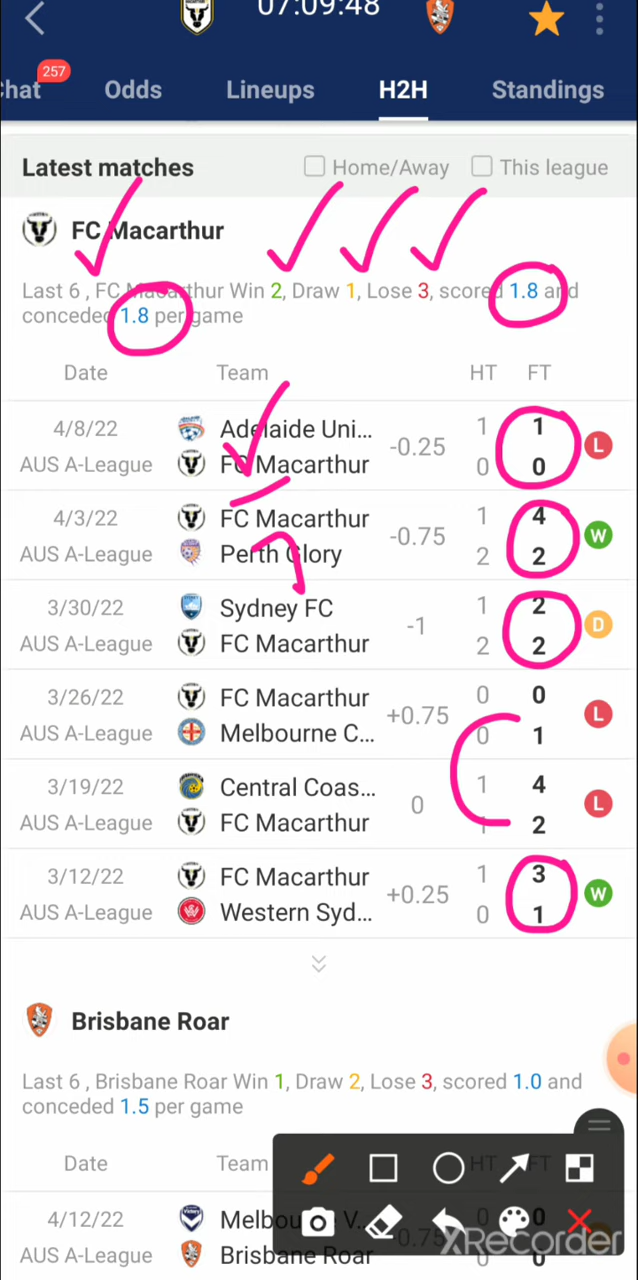 07:09:48
Chat 257 Odds Lineups H2H Standings
Latest matches Home/Away This league
FC Macarthur
Last 6 , FC Macarthur Win 2, Draw 1, Lose 3, scored 1.8 and
conceded 1.8 per game
Date Team HT FT
4/8/22 Adelaide Uni... 1 1
-0.25 L
AUS A-League FC Macarthur 0 0
4/3/22 FC Macarthur 1 4
-0.75 W
AUS A-League Perth Glory 2 2
3/30/22 Sydney FC 1 2
-1 D
AUS A-League FC Macarthur 2 2
3/26/22 FC Macarthur 0 0
+0.75 L
AUS A-League Melbourne C... 0 1
3/19/22 Central Coas... 1 4
0 L
AUS A-League FC Macarthur 1 2
3/12/22 FC Macarthur 1 3
+0.25 W
AUS A-League Western Syd... 0 1
Brisbane Roar
Last 6 , Brisbane Roar Win 1, Draw 2, Lose 3, scored 1.0 and
conceded 1.5 per game
Date Team HT FT
4/12/22 Melbou V... 0 0
AUS A-League Brisbane Roar 0 0
XRecorder